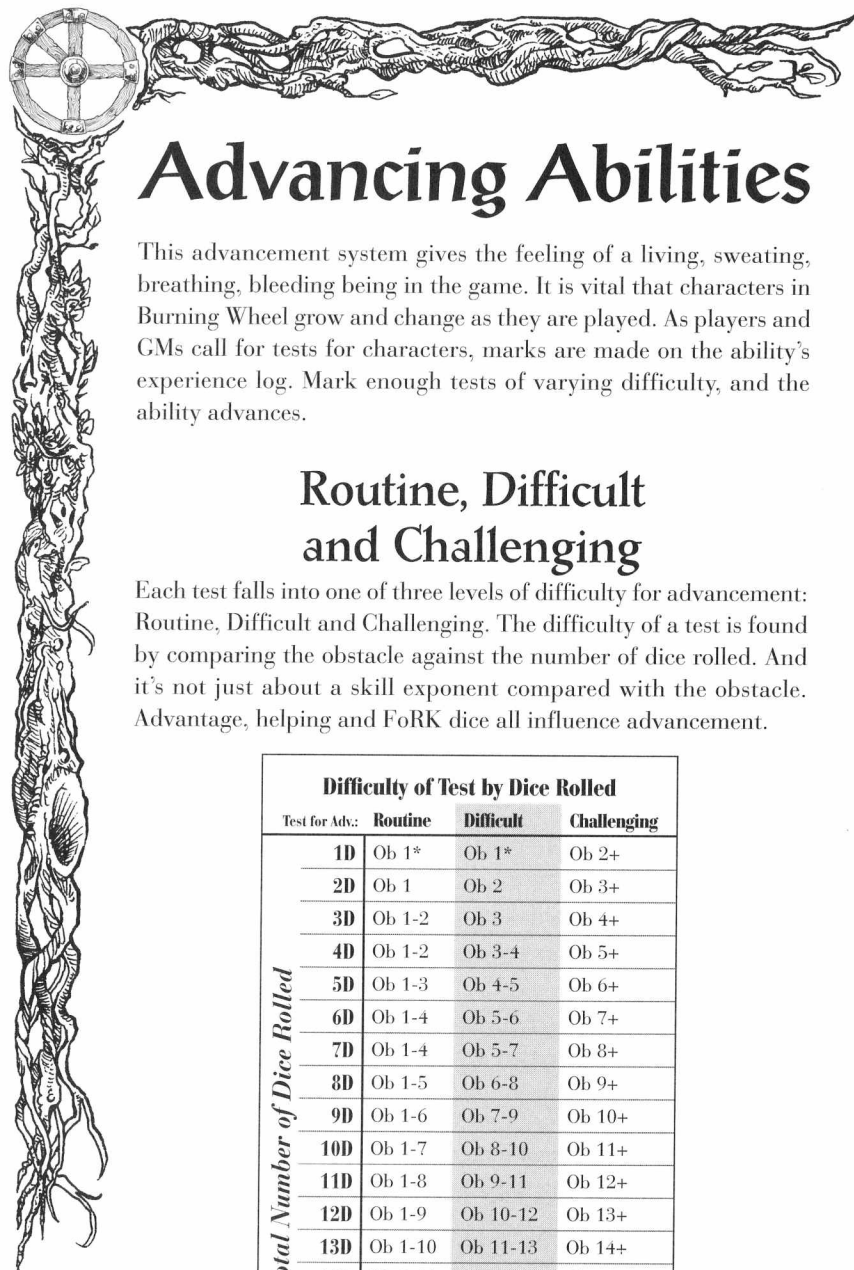 Advancing Abilities
This advancement system gives the feeling of a living, sweating,
breathing, bleeding being in the game. It is vital that characters in
Burning Wheel grow and change as they are played. As players and
GMs call for tests for characters, marks are made on the ability's
experience log. Mark enough tests of varying difficulty, and the
ability advances.
Routine, Difficult
and Challenging
Each test falls into one of three levels of difficulty for advancement:
Routine, Difficult and Challenging. The difficulty of a test is found
by comparing the obstacle against the number of dice rolled. And
it's not just about a skill exponent compared with the obstacle.
Advantage, helping and FoRK dice all influence advancement.
Difficulty of Test by Dice Rolled
Test for Adv.: Routine Difficult Challenging
1D Ob 1* Ob 1* Ob 2+
2D Ob 1 Ob 2 Ob 3+
3D Ob 1-2 Ob 3 Ob 4+
4D Ob 1-2 Ob 3-4 Ob 5+
5D Ob 1-3 Ob 4-5 Ob 6+
6D Ob 1-4 Ob 5-6 Ob 7+
7D Ob 1-4 Ob 5-7 Ob 8+
8D Ob 1-5 Ob 6-8 Ob 9+
9D Ob 1-6 Ob 7-9 Ob 10+
10D Ob 1-7 Ob 8-10 Ob 11+
11D Ob 1-8 Ob 9-11 Ob 12+
12D Ob 1-9 Ob 10-12 Ob 13+
13D Ob 1-10 Ob 11-13 Ob 14+
Number of Dice Rolled